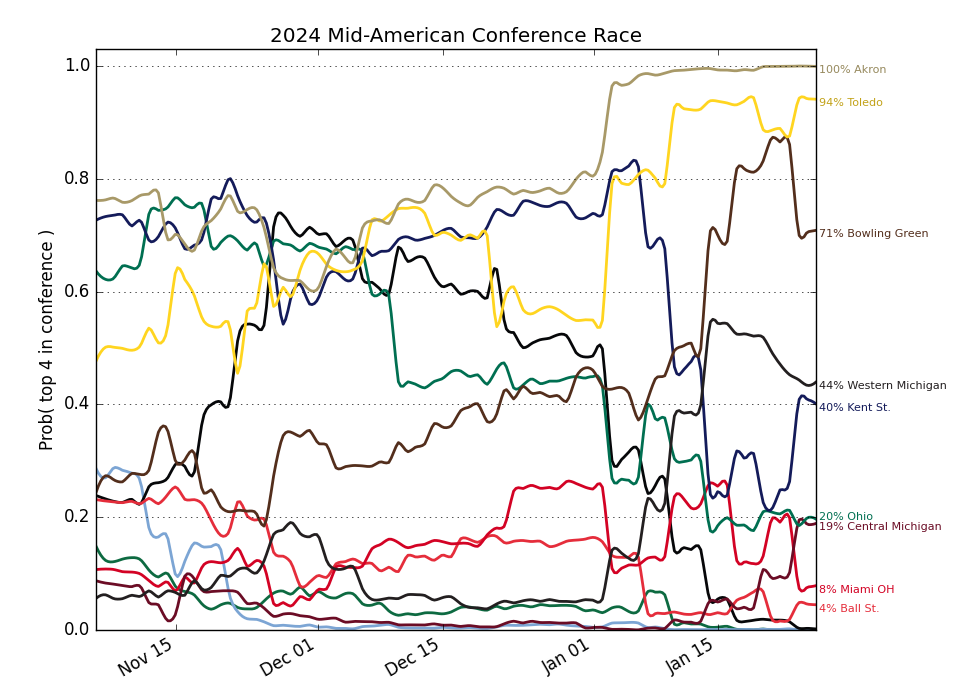 2024 Mid-American Conference Race
Prob( top 4 in conference )
1.0
0.8
0.6
0.4
0.2
0.0
Nov 15
Dec 01
Dec 15
Jan 01
Jan 15
100% Akron
94% Toledo
71% Bowling Green
44% Western Michigan
40% Kent St.
20% Ohio
19% Central Michigan
8% Miami OH
4% Ball St.